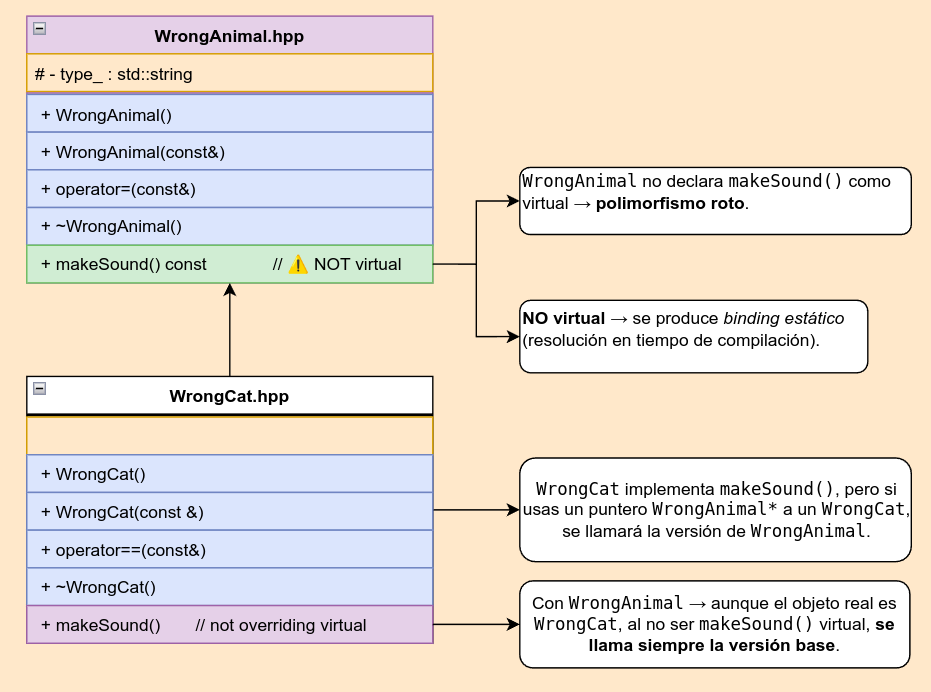 WrongAnimal.hpp
# - type_ : std::string
+ WrongAnimal()
+ WrongAnimal(const&)
+ operator=(const&)
+ ~WrongAnimal()
+ makeSound() const // ⚠️ NOT virtual
WrongAnimal no declara makeSound() como
virtual → polimorfismo roto.
NO virtual → se produce binding estático
(resolución en tiempo de compilación).
WrongCat.hpp
+ WrongCat()
+ WrongCat(const &)
+ operator==(const&)
+ ~WrongCat()
+ makeSound() // not overriding virtual
WrongCat implementa makeSound(), pero si
usas un puntero WrongAnimal* a un WrongCat,
se llamará la versión de WrongAnimal.
Con WrongAnimal → aunque el objeto real es
WrongCat, al no ser makeSound() virtual, se
llama siempre la versión base.